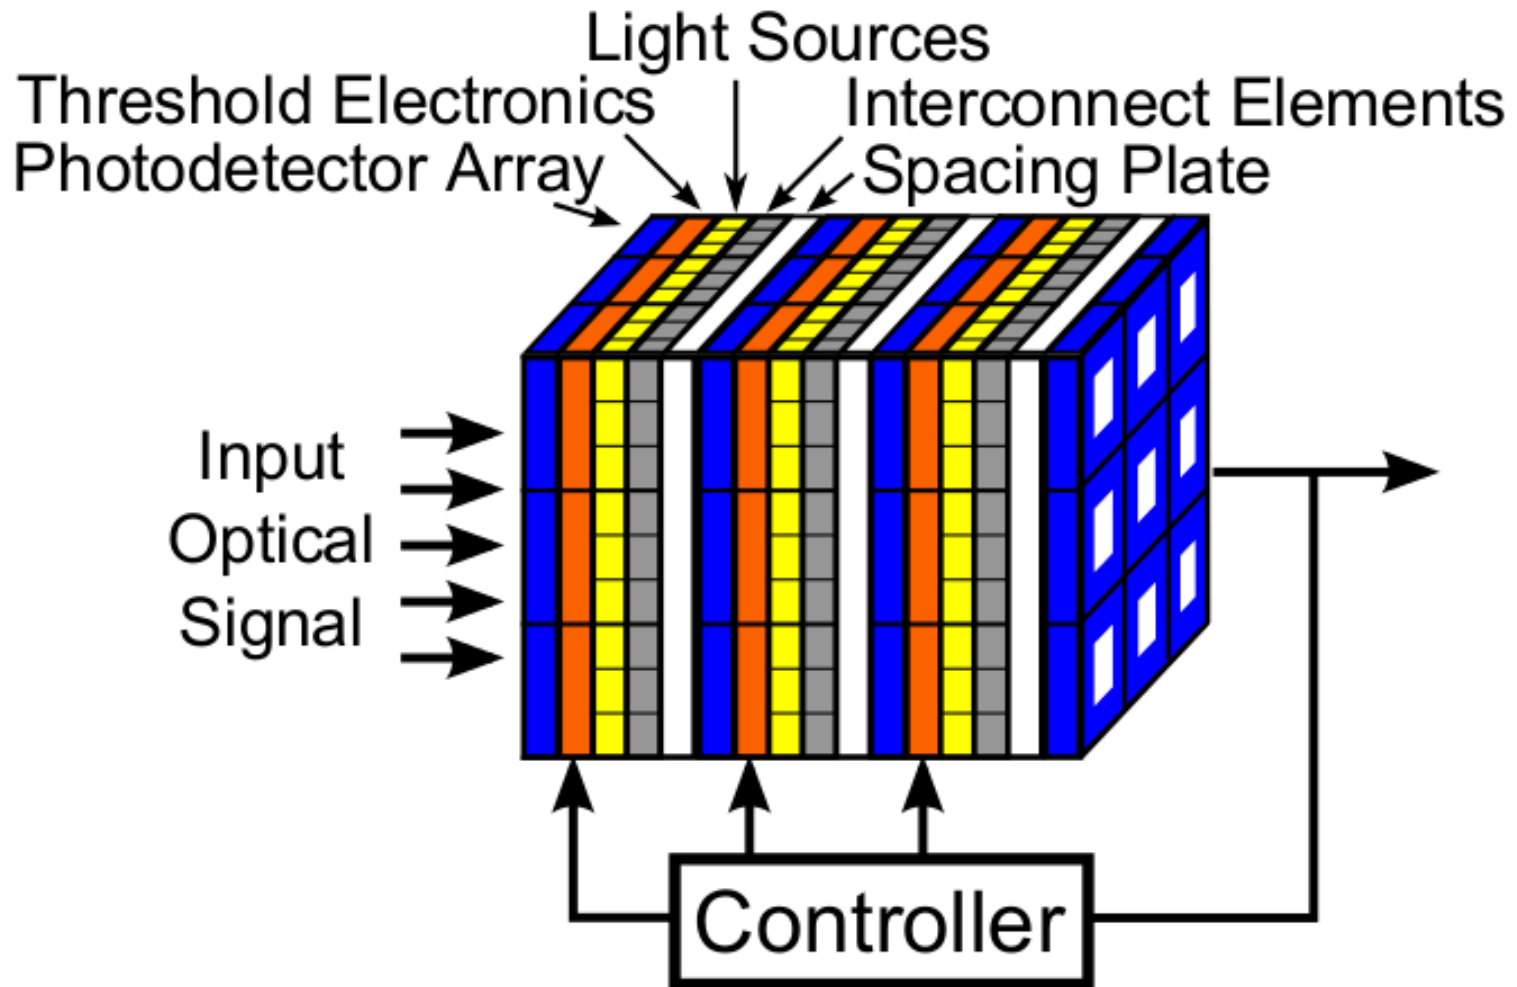 Light Sources
Threshold Electronics
Interconnect Elements
Photodetector Array
Spacing Plate
Input
Optical
Signal
Controller